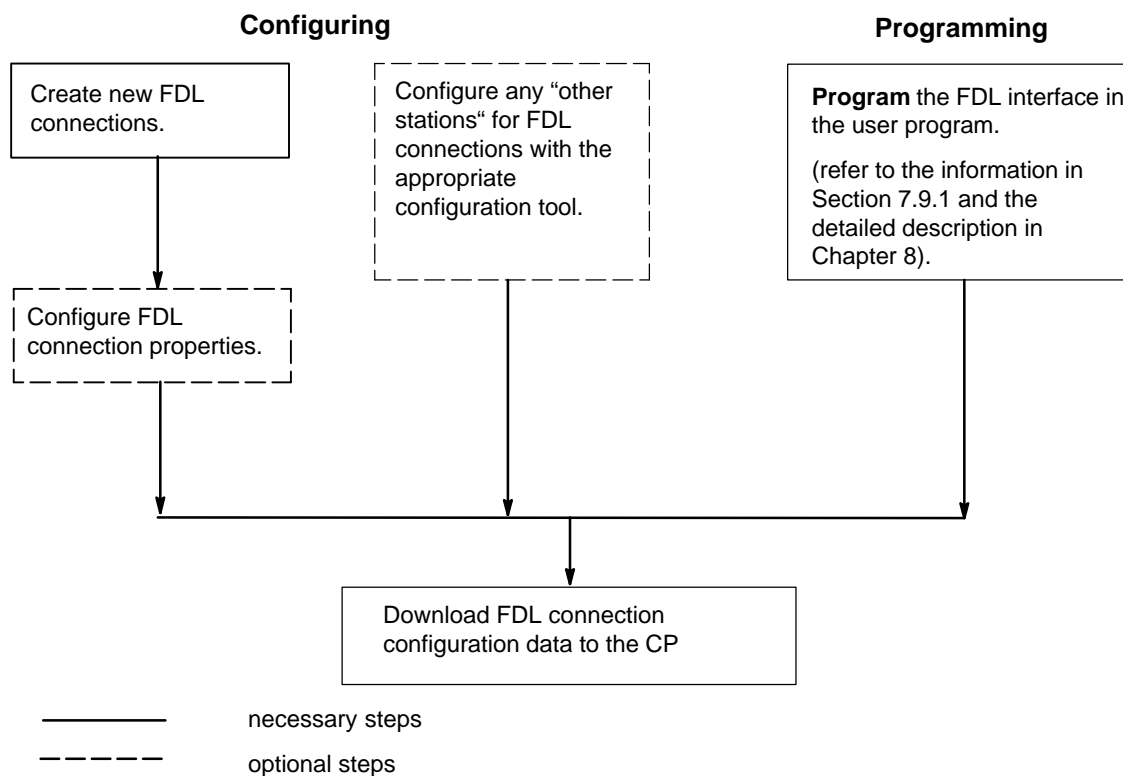 Configuring
Programming
Create new FDL
connections.
Configure any “other
stations“ for FDL
connections with the
appropriate
configuration tool.
Program the FDL interface in
the user program.
(refer to the information in
Section 7.9.1 and the
detailed description in
Chapter 8).
Configure FDL
connection properties.
Download FDL connection
configuration data to the CP
necessary steps
optional steps